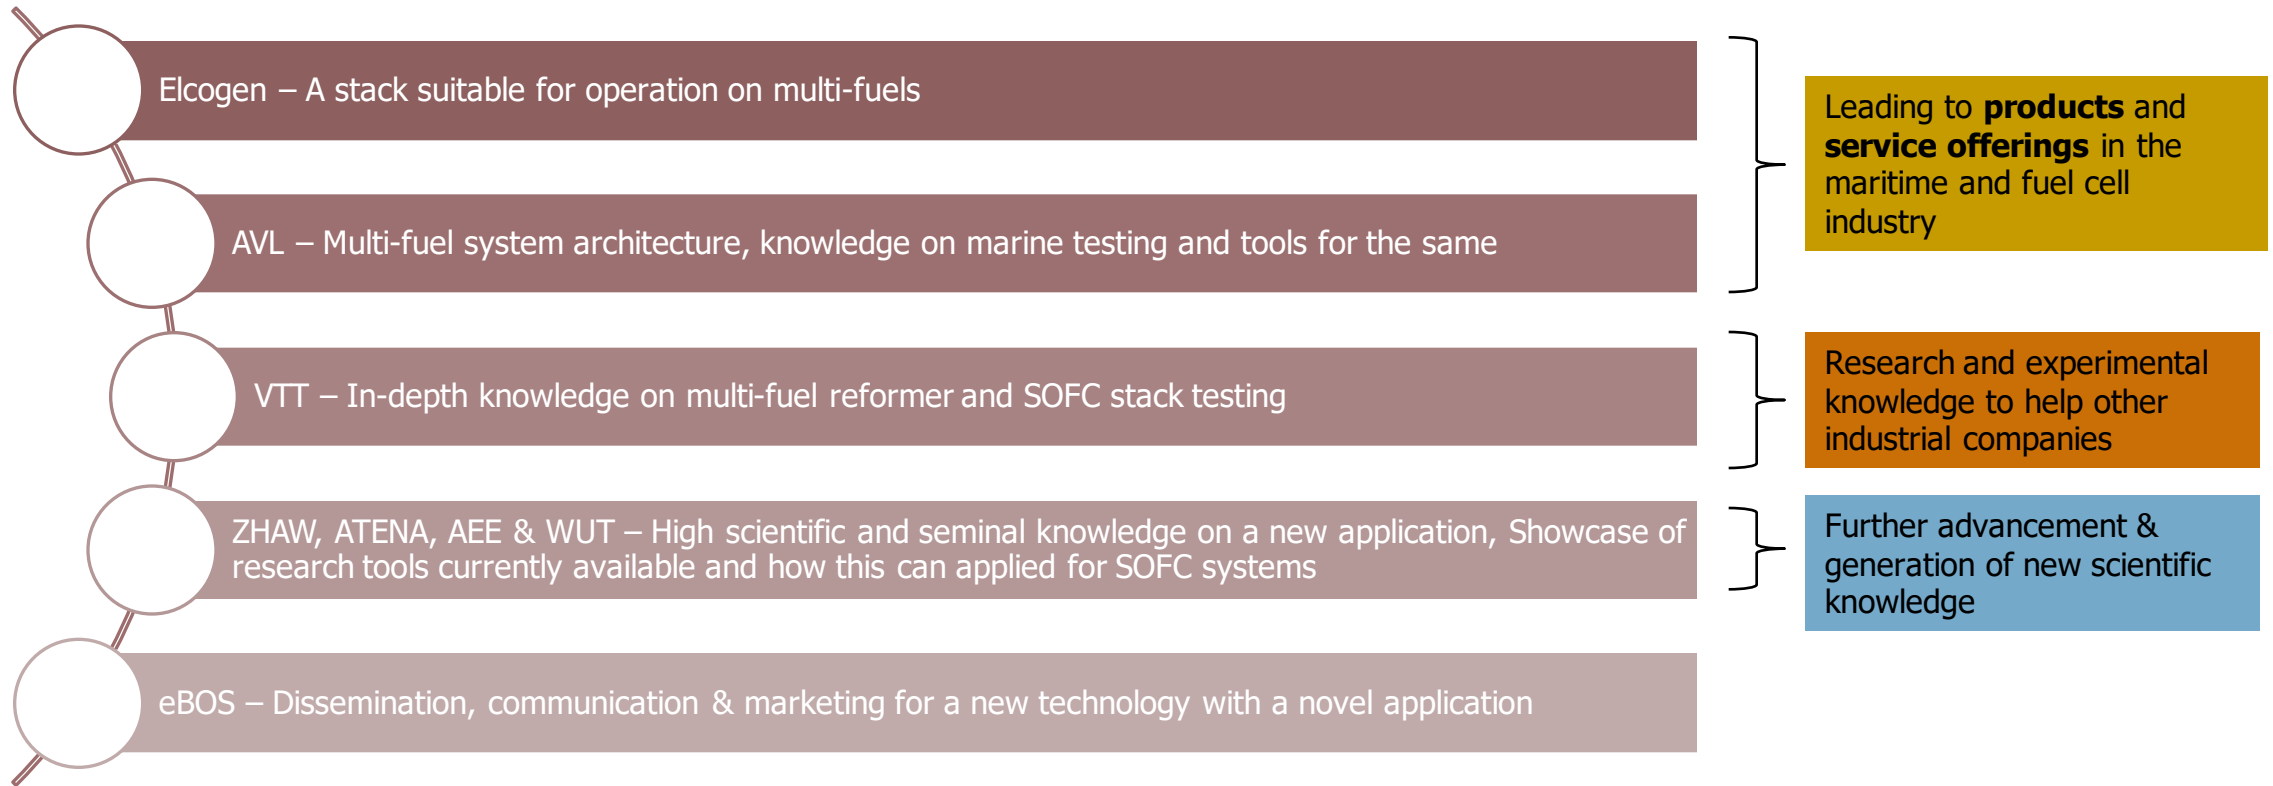 Elcogen – A stack suitable for operation on multi-fuels
AVL – Multi-fuel system architecture, knowledge on marine testing and tools for the same
VTT – In-depth knowledge on multi-fuel reformer and SOFC stack testing
ZHAW, ATENA, AEE & WUT – High scientific and seminal knowledge on a new application, Showcase of
research tools currently available and how this can applied for SOFC systems
eBOS – Dissemination, communication & marketing for a new technology with a novel application
Leading to products and
service offerings in the
maritime and fuel cell
industry
Research and experimental
knowledge to help other
industrial companies
Further advancement &
generation of new scientific
knowledge